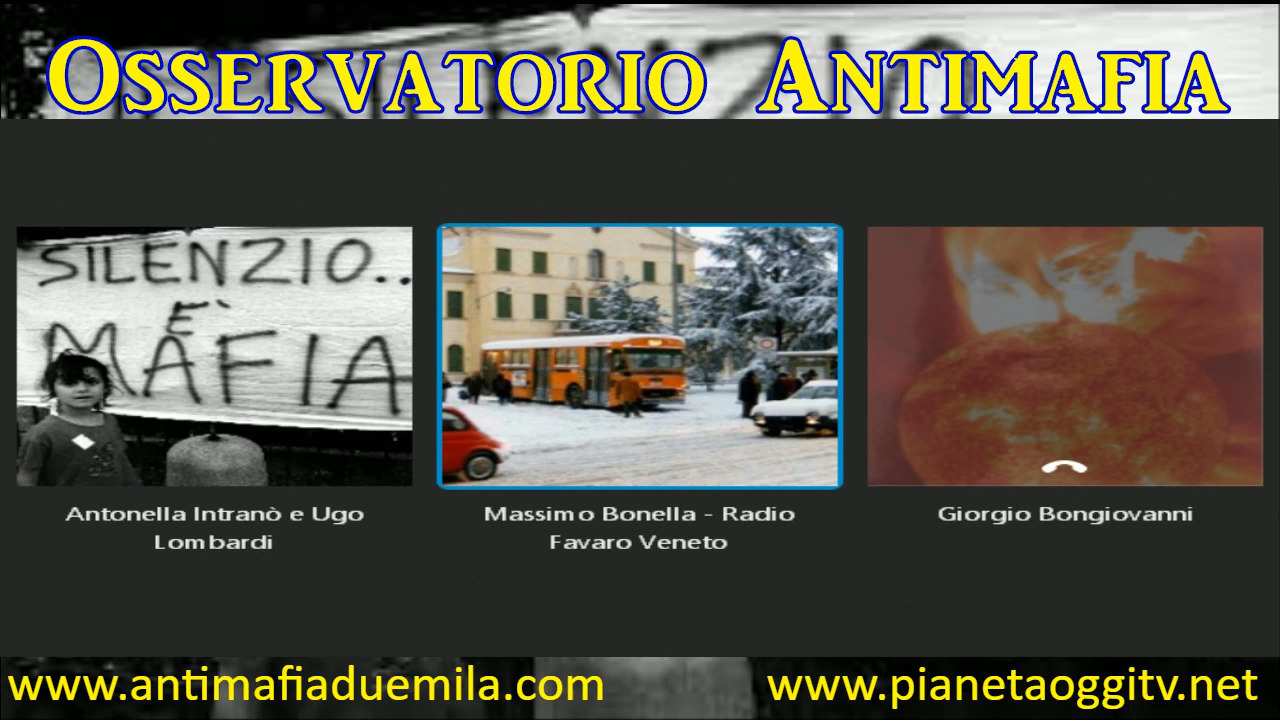 Osservatorio Antimafia
SILENZIO..
E'
MAFIA
Antonella Intranò e Ugo
Lombardi
Massimo Bonella - Radio
Favaro Veneto
Giorgio Bongiovanni
www.antimafiaduemila.com
www.pianetaoggitv.net